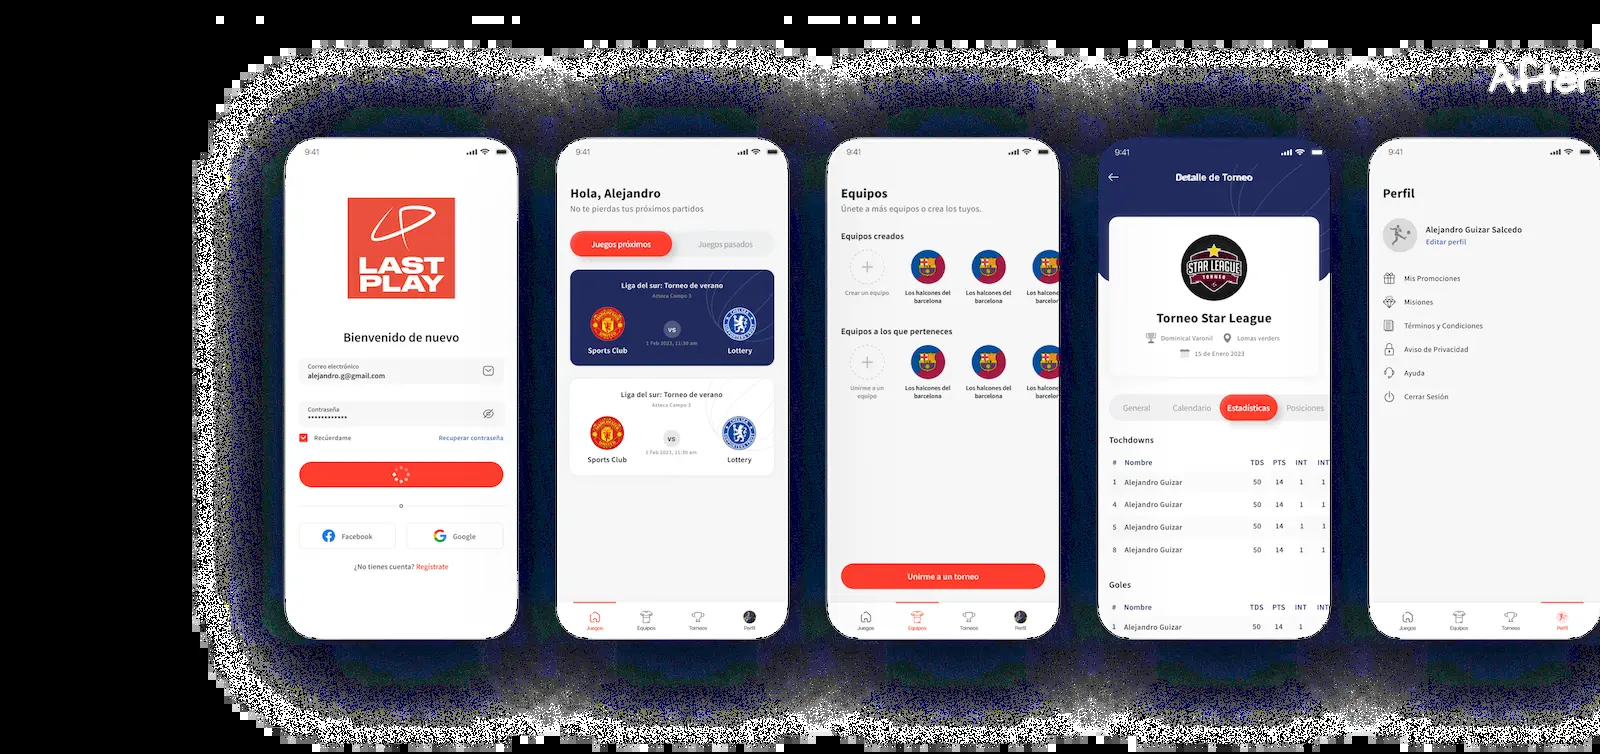 After
9:41
LAST
PLAY
Bienvenido de nuevo
Correo electrónico
alejandro.g@gmail.com
Contraseña
••••••••••••
Recúerdame
Recuperar contraseña
o
Facebook
Google
¿No tienes cuenta? Regístrate
9:41
Hola, Alejandro
No te pierdas tus próximos partidos
Juegos próximos
Juegos pasados
Liga del sur: Torneo de verano
Azteca Campo 3
vs
1 Feb 2023, 11:30 am
Sports Club
Lottery
Liga del sur: Torneo de verano
Azteca Campo 3
vs
1 Feb 2023, 11:30 am
Sports Club
Lottery
Juegos
Equipos
Torneos
Perfil
9:41
Equipos
Únete a más equipos o crea los tuyos.
Equipos creados
Crear un equipo
Los halcones del
barcelona
Los halcones del
barcelona
Los halcon
barcelor
Equipos a los que perteneces
Unirme a un
equipo
Los halcones del
barcelona
Los halcones del
barcelona
Los halcon
barcelor
Unirme a un torneo
Juegos
Equipos
Torneos
Perfil
9:41
Detalle de Torneo
STAR LEAGUE
TORNEO
Torneo Star League
Dominical Varonil
Lomas verders
15 de Enero 2023
General
Calendario
Estadísticas
Posiciones
Tochdowns
# Nombre TDS PTS INT INT
1 Alejandro Guizar 50 14 1 1
4 Alejandro Guizar 50 14 1 1
5 Alejandro Guizar 50 14 1 1
8 Alejandro Guizar 50 14 1 1
Goles
# Nombre TDS PTS INT INT
1 Alejandro Guizar 50 14 1 1
9:41
Perfil
Alejandro Guizar Salcedo
Editar perfil
Mis Promociones
Misiones
Términos y Condiciones
Aviso de Privacidad
Ayuda
Cerrar Sesión
Juegos
Equipos
Torneos
Perfil